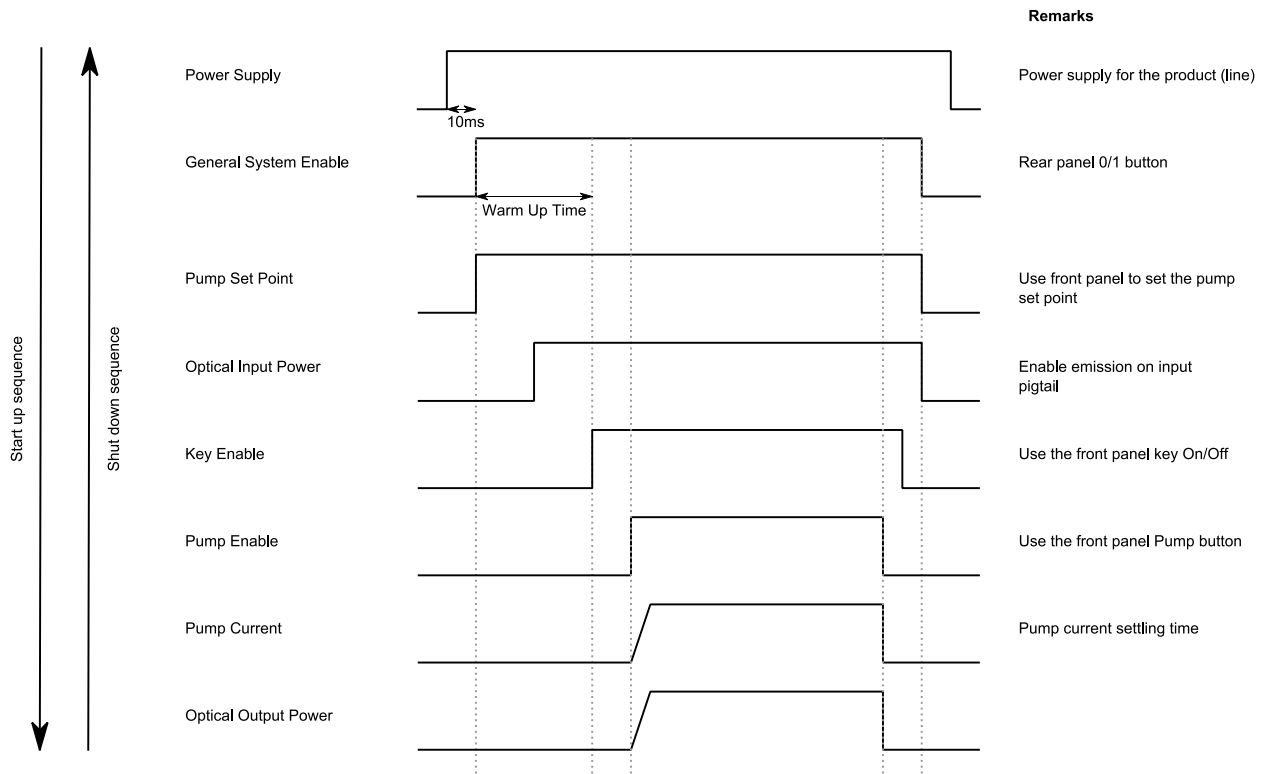 Remarks
Power Supply
Power supply for the product (line)
10ms
General System Enable
Rear panel 0/1 button
Warm Up Time
Pump Set Point
Use front panel to set the pump
set point
Optical Input Power
Enable emission on input
pigtail
Start up sequence
Shut down sequence
Key Enable
Use the front panel key On/Off
Pump Enable
Use the front panel Pump button
Pump Current
Pump current settling time
Optical Output Power